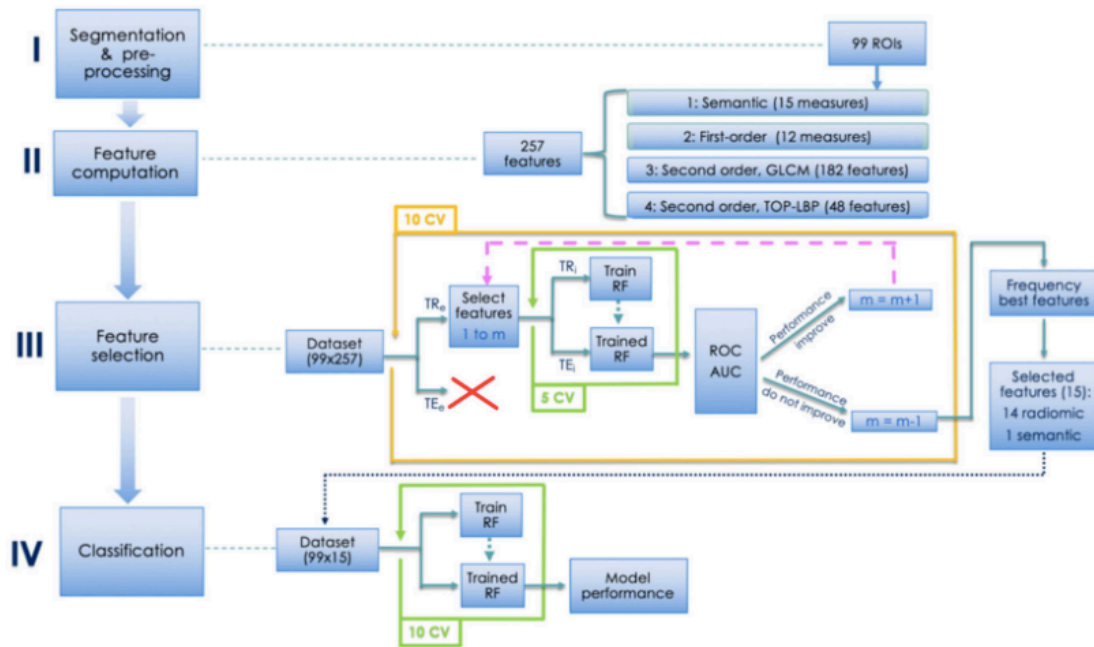 I
Segmentation
& pre-
processing
99 ROIs
1: Semantic (15 measures)
2: First-order (12 measures)
3: Second order, GLCM (182 features)
4: Second order, TOP-LBP (48 features)
II
Feature
computation
257
features
10 CV
III
Feature
selection
Dataset
(99x257)
TRe
TEe
Select
features
1 to m
TRi
TEi
Train
RF
Trained
RF
5 CV
ROC
AUC
Performance
improve
Performance
do not improve
m = m+1
m = m-1
Frequency
best features
Selected
features (15):
14 radiomic
1 semantic
IV
Classification
Dataset
(99x15)
Train
RF
Trained
RF
10 CV
Model
performance